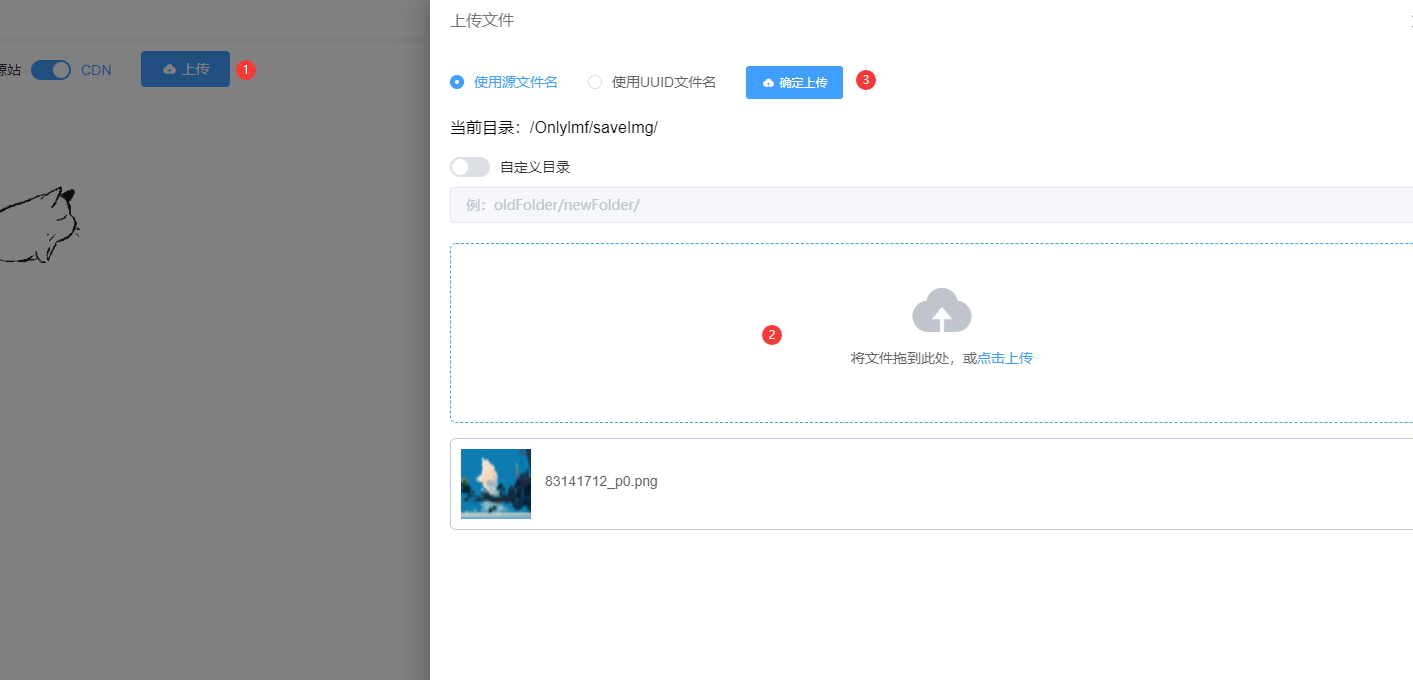 上传文件
源站 CDN 上传 1
使用源文件名 使用UUID文件名 确定上传 3
当前目录：/OnlyImf/saveImg/
自定义目录
例：oldFolder/newFolder/
2
将文件拖到此处，或点击上传
83141712_p0.png